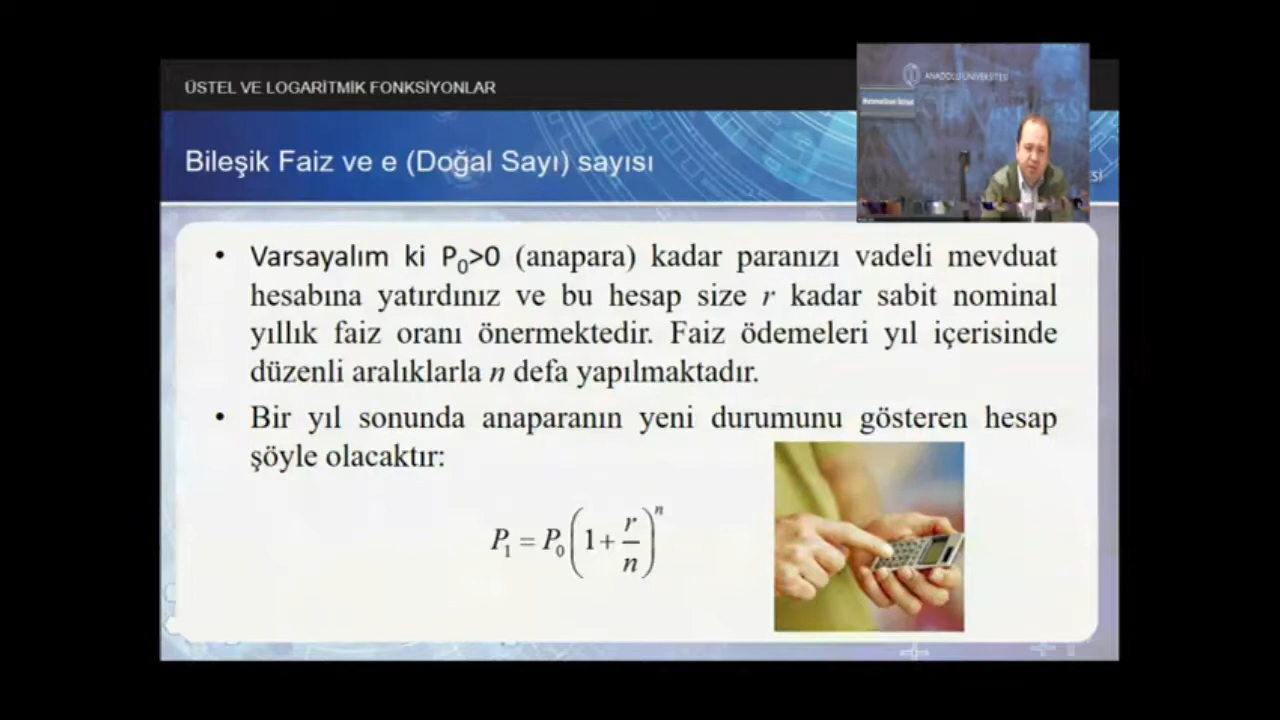 ÜSTEL VE LOGARİTMİK FONKSİYONLAR
ANADOLU ÜNİVERSİTESİ
Bileşik Faiz ve e (Doğal Sayı) sayısı
• Varsayalım ki P₀>0 (anapara) kadar paranızı vadeli mevduat
hesabına yatırdınız ve bu hesap size r kadar sabit nominal
yıllık faiz oranı önermektedir. Faiz ödemeleri yıl içerisinde
düzenli aralıklarla n defa yapılmaktadır.
• Bir yıl sonunda anaparanın yeni durumunu gösteren hesap
şöyle olacaktır:
P₁ = P₀(1 + r/n)ⁿ